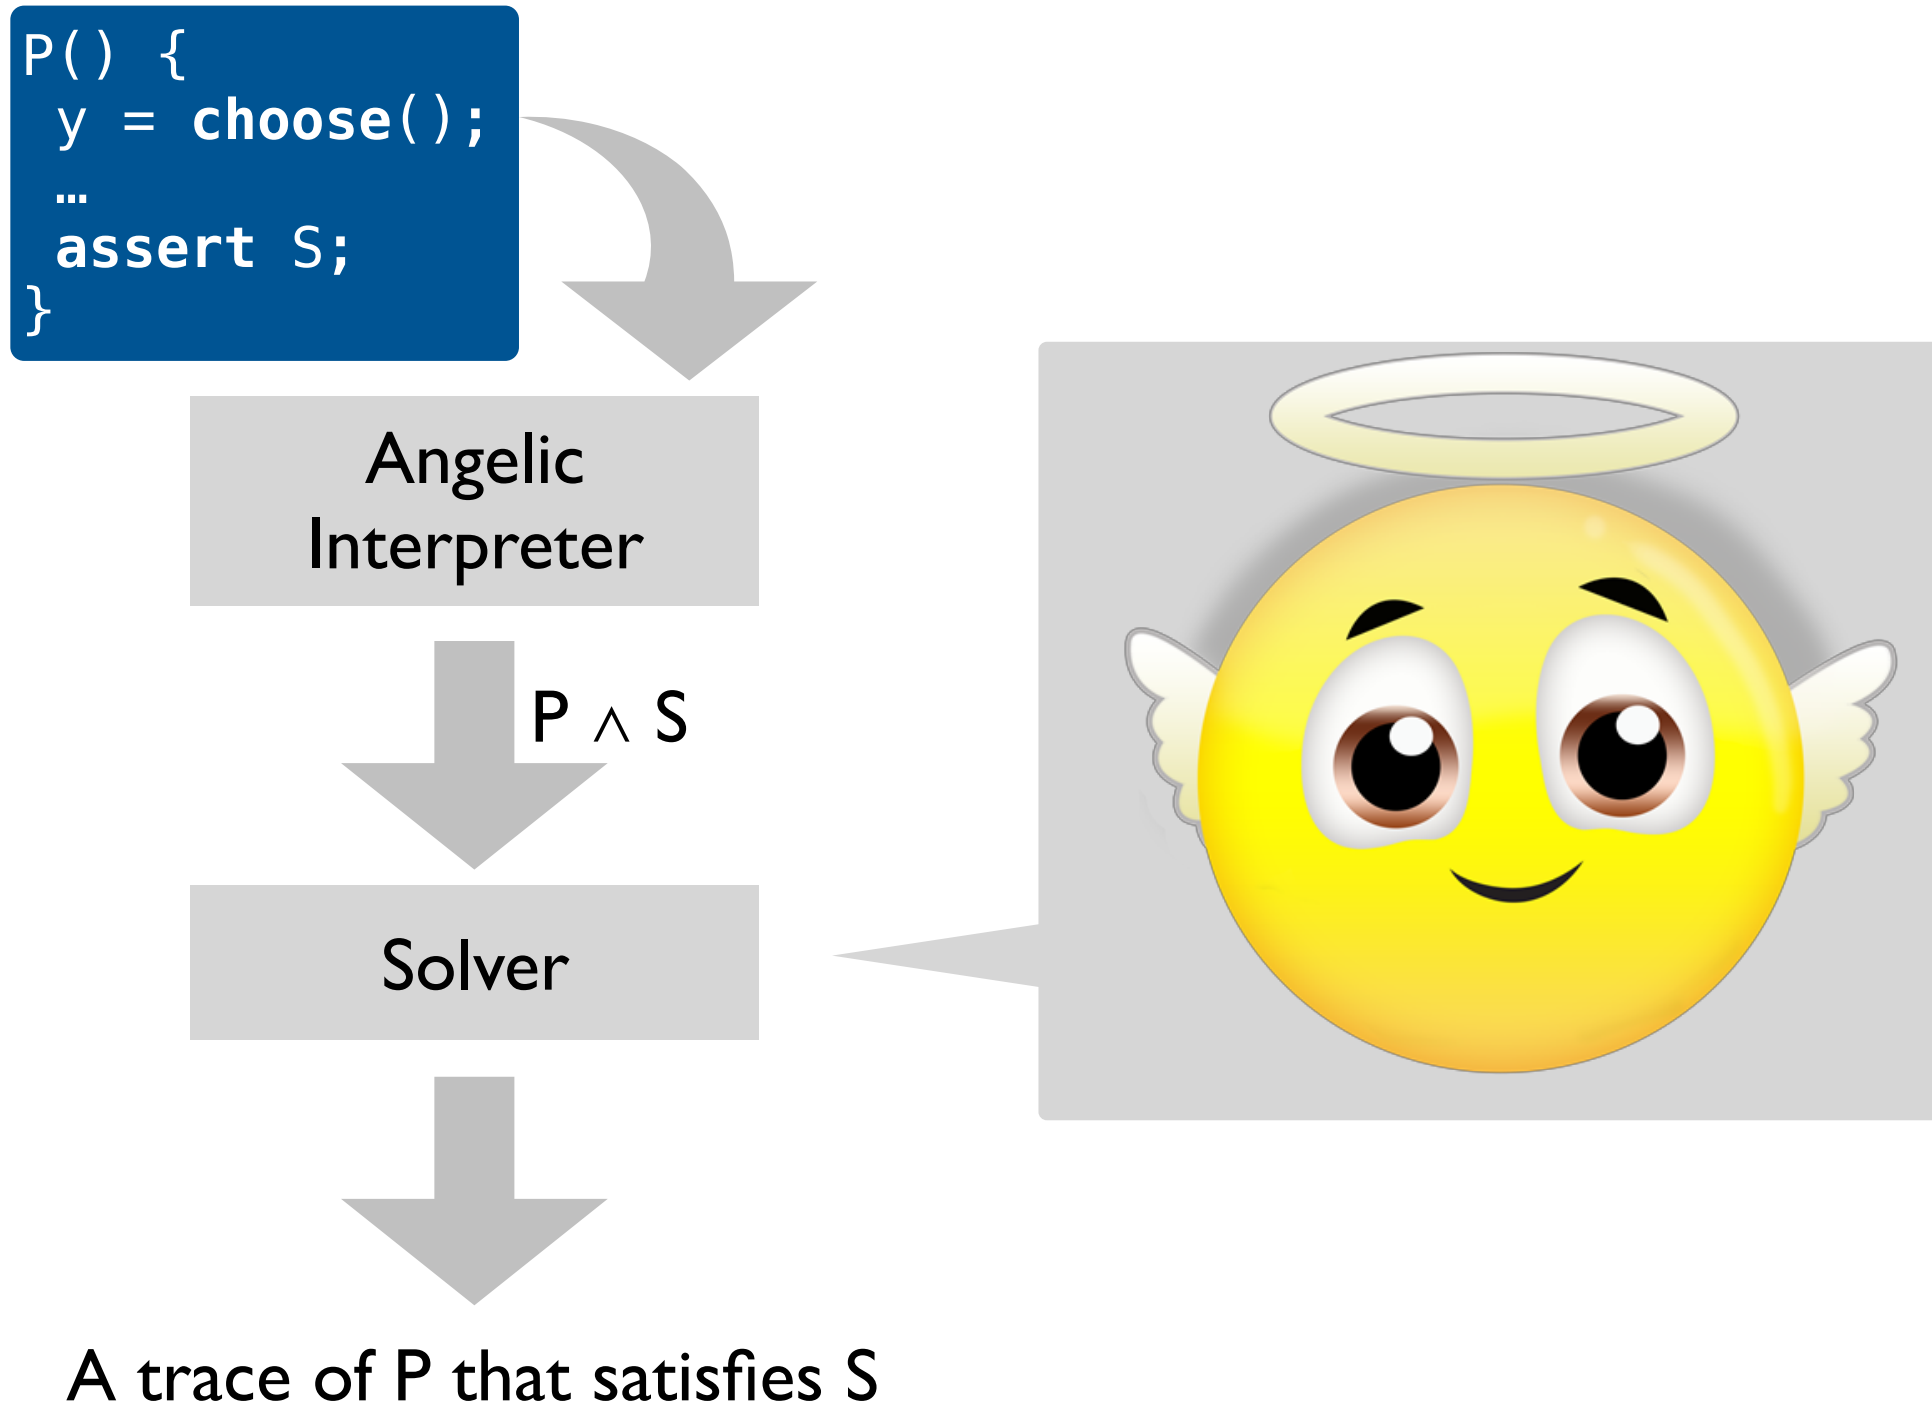 P() {
y = choose();
…
assert S;
}
Angelic
Interpreter
P ∧ S
Solver
A trace of P that satisfies S